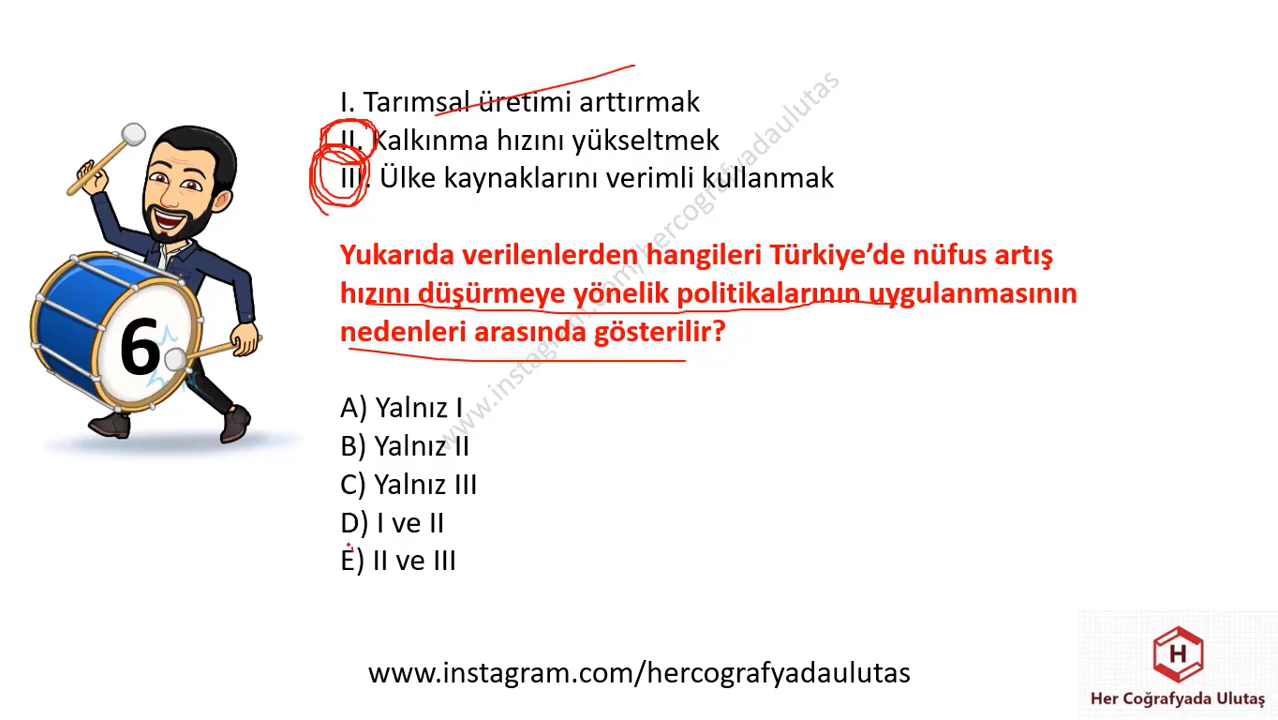 I. Tarımsal üretimi arttırmak
II. Kalkınma hızını yükseltmek
III. Ülke kaynaklarını verimli kullanmak
Yukarıda verilenlerden hangileri Türkiye’de nüfus artış
hızını düşürmeye yönelik politikalarının uygulanmasının
nedenleri arasında gösterilir?
6
A) Yalnız I
B) Yalnız II
C) Yalnız III
D) I ve II
E) II ve III
www.instagram.com/hercografyadaulutas
www.instagram.com/hercografyadaulutas
H
Her Coğrafyada Ulutaş